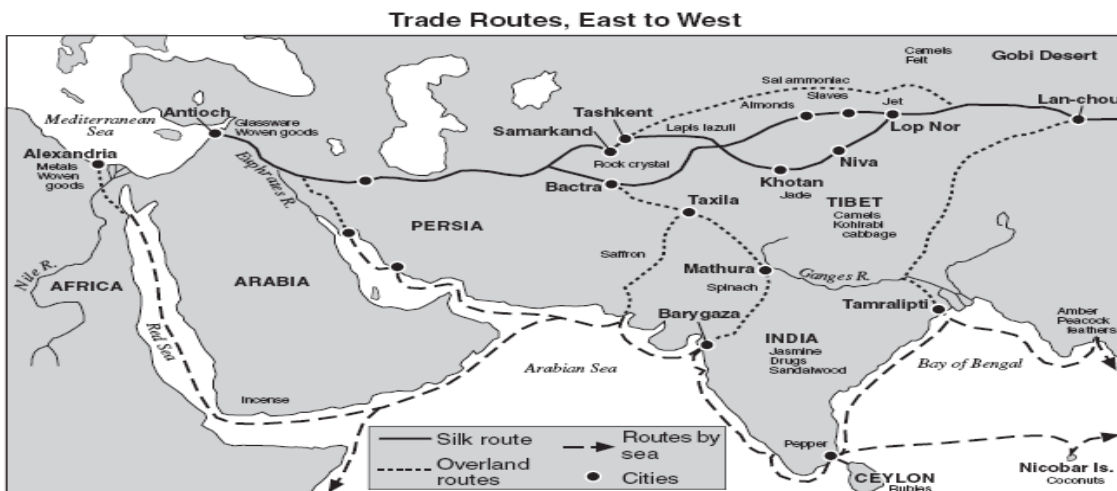 Trade Routes, East to West
Camels
Felt
Gobi Desert
Sal ammoniac
Antioch
Glassware
Woven goods
Mediterranean
Sea
Tashkent
Almonds
Slaves
Jet
Lan-chou
Samarkand
Lapis lazuli
Lop Nor
Alexandria
Metals
Woven
goods
Rock crystal
Niva
Euphrates R.
Bactra
Khotan
Jade
TIBET
Camels
Kohlrabi
cabbage
Taxila
PERSIA
Saffron
Nile R.
AFRICA
ARABIA
Mathura
Ganges R.
Spinach
Tamralipti
Red Sea
Barygaza
Amber
Peacock
feathers
INDIA
Jasmine
Drugs
Sandalwood
Arabian Sea
Bay of Bengal
Incense
Silk route
Routes by
sea
Overland
routes
Cities
Pepper
CEYLON
Rubies
Nicobar Is.
Coconuts